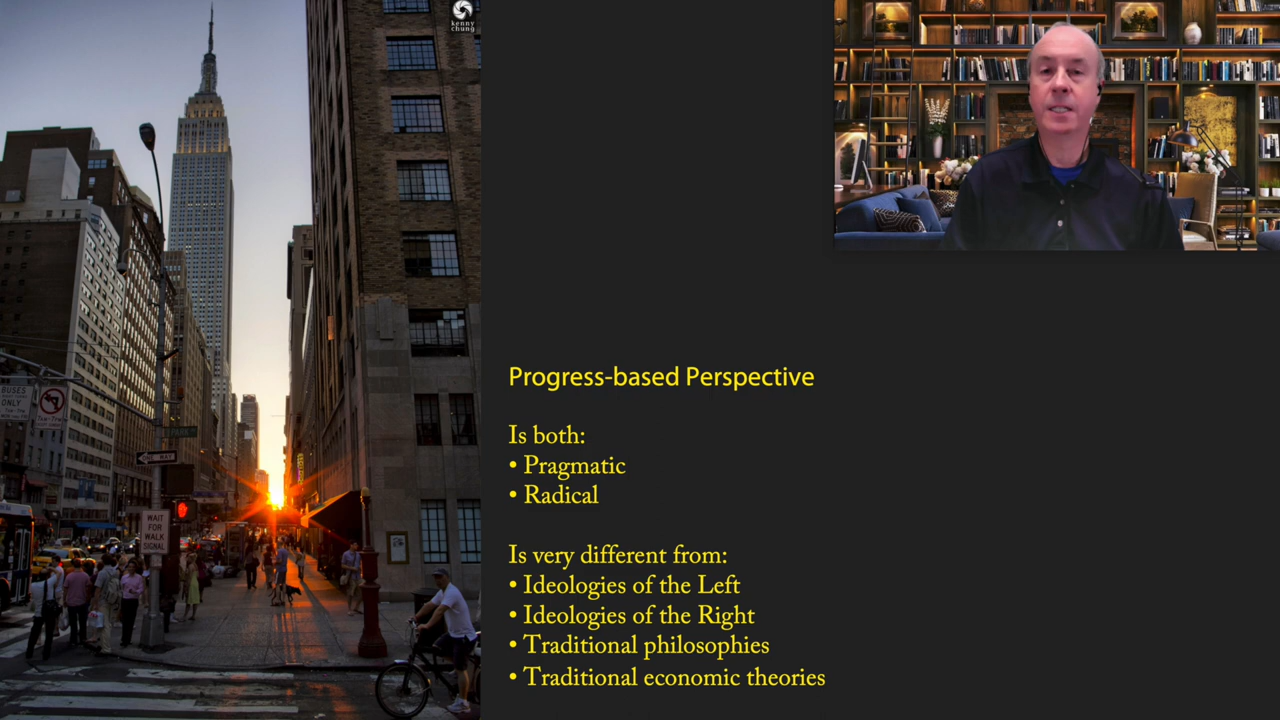 kenny
chung
BUSES
ONLY
PARK
ONE WAY
WAIT
FOR
WALK
SIGNAL
Progress-based Perspective
Is both:
• Pragmatic
• Radical
Is very different from:
• Ideologies of the Left
• Ideologies of the Right
• Traditional philosophies
• Traditional economic theories